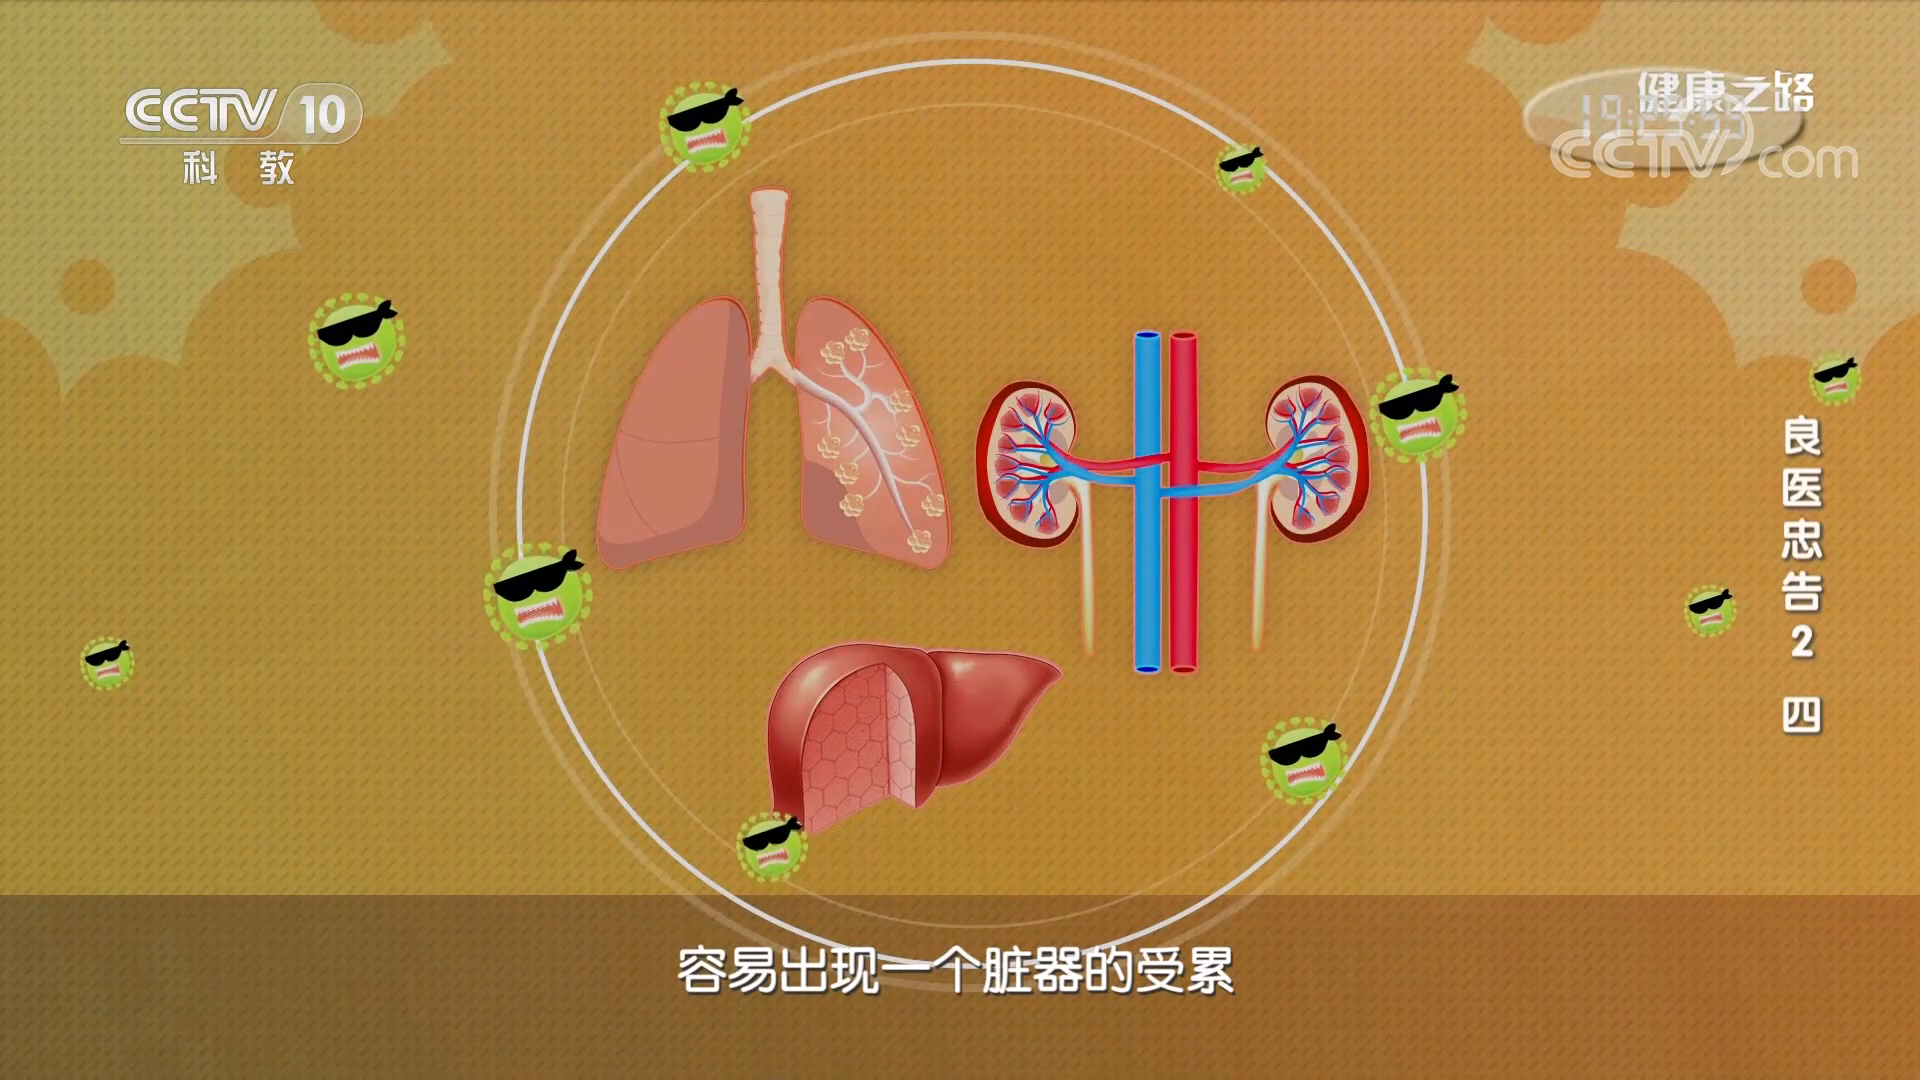 CCTV 10
科 教
健康之路
CCTV.com
良医忠告2 四
容易出现一个脏器的受累